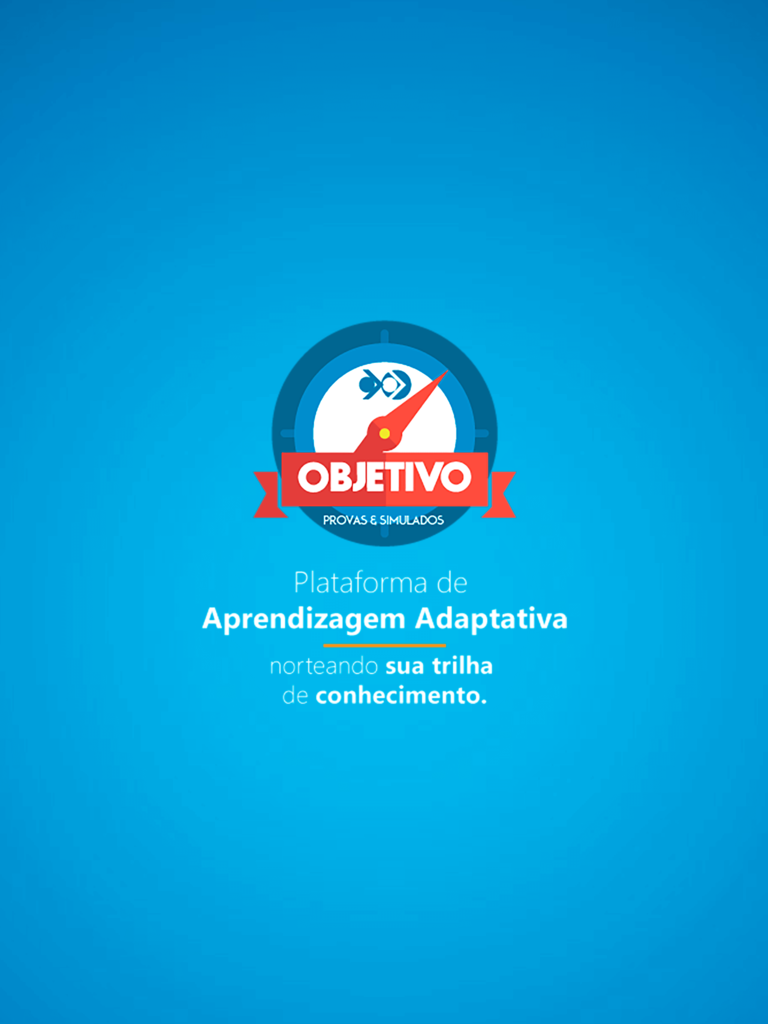 OBJETIVO
PROVAS & SIMULADOS
Plataforma de
Aprendizagem Adaptativa
norteando sua trilha
de conhecimento.